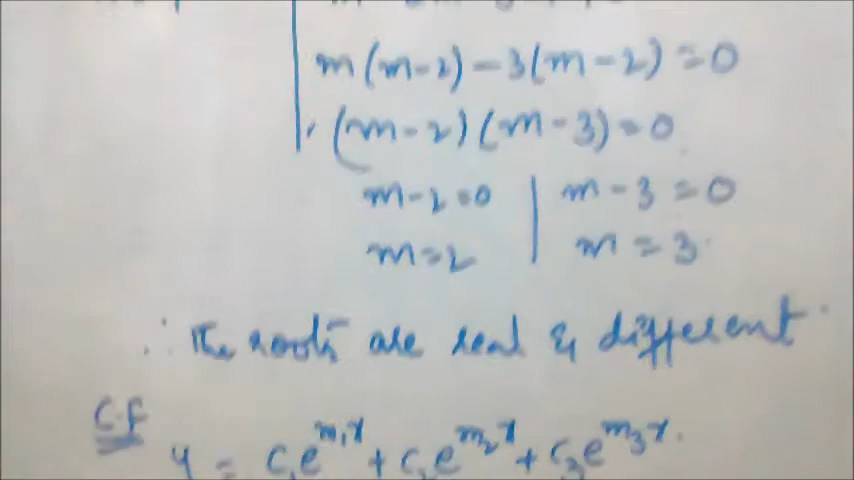 m(m-2)-3(m-2)=0
(m-2)(m-3)=0
m-2=0 | m-3=0
m=2 | m=3
∴ The roots are real & different
C.F
y = c₁e^m₁x + c₂e^m₂x + c₃e^m₃x.